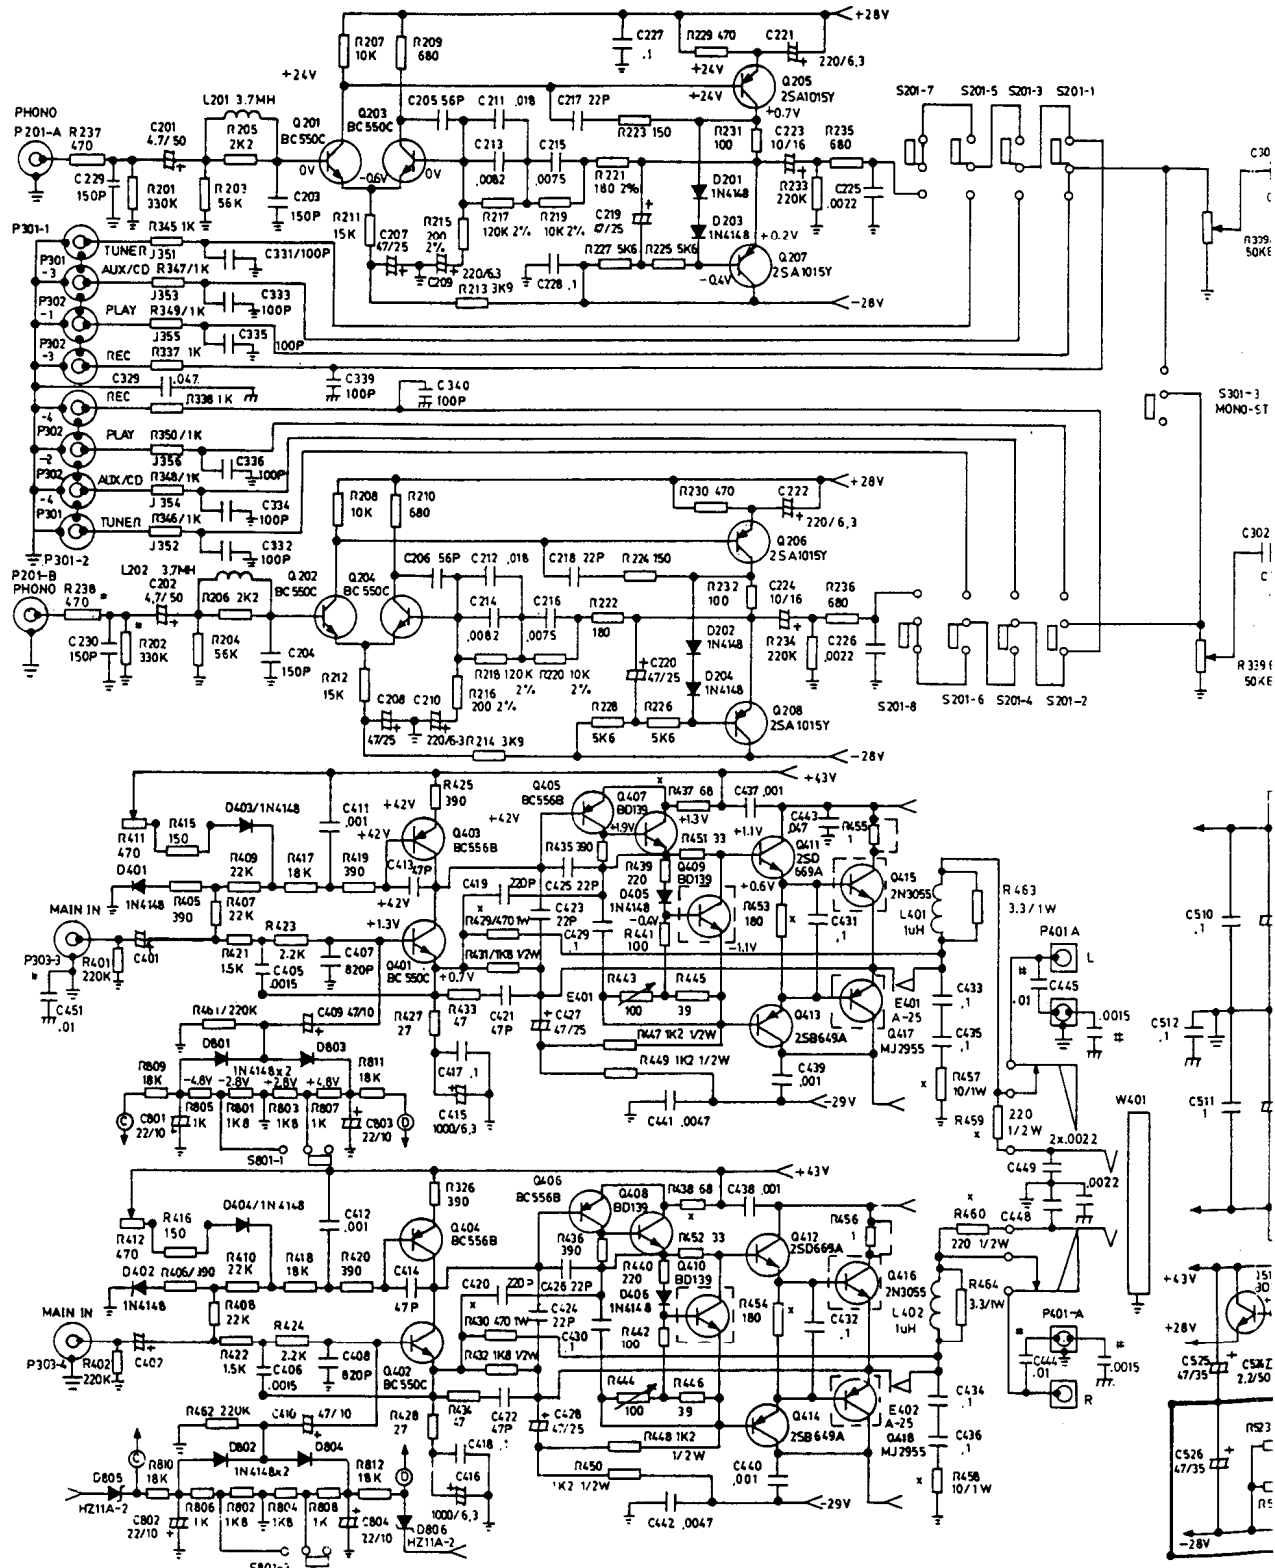 +28V
R207 10K
R209 680
C227 .1
R229 470
C221 220/6,3
+24V
+24V
+24V
Q205 2SA1015Y
L201 3.7MH
C205 56P
C211 .018
C217 22P
S201-7
S201-5
S201-3
S201-1
PHONO
P201-A
R237 470
C201 4.7/50
R205 2K2
Q201 BC550C
Q203 BC550C
R223 150
+0.7V
R231 100
C223 10/16
R235 680
0V
-0.6V
0V
C213 .0082
C215 .0075
R221 180 2%
D201 1N4148
R233 220K
C225 .0022
C229 150P
R201 330K
R203 56K
C203 150P
R211 15K
C207 47/25
R215 200 2%
R217 120K 2%
R219 10K 2%
C219 47/25
D203 1N4148
+0.2V
P301-1
R345 1K
TUNER
J351
C331/100P
P301 -3
AUX/CD
R347/1K
J353
C333 100P
C209
220/6.3
R213 3K9
C228 .1
R227 5K6
R225 5K6
Q207 2SA1015Y
-0.4V
-28V
P302 -1
PLAY
R349/1K
J355
C335 100P
P302 -3
REC
R337 1K
C329 .047
C339 100P
C340 100P
REC
R338 1K
S301-3
-4
P302
PLAY
R350/1K
J356
C336 100P
-2
P302
AUX/CD
R348/1K
J354
C334 100P
-4
P301
TUNER
R346/1K
J352
C332 100P
P301-2
R208 10K
R210 680
R230 470
C222 220/6,3
+28V
Q206 2SA1015Y
P201-B PHONO
R238 470
L202 3.7MH
C202 4,7/50
R206 2K2
Q202 BC550C
Q204 BC550C
C206 56P
C212 .018
C218 22P
R224 150
R232 100
C224 10/16
R236 680
C230 150P
R202 330K
R204 56K
C204 150P
C214 .0082
C216 .0075
R222 180
D202 1N4148
R234 220K
C226 .0022
R212 15K
C208 47/25
C210 220/6.3
R216 200 2%
R218 120K 2%
R220 10K 2%
C220 47/25
D204 1N4148
S201-8
S201-6
S201-4
S201-2
R214 3K9
R228 5K6
R226 5K6
Q208 2SA1015Y
-28V
+43V
R425 390
Q405 BC556B
Q407 BD139
R437 68
C437 .001
R411 470
R415 150
D403/1N4148
C411 .001
+42V
+42V
Q403 BC556B
+42V
+1.9V
+1.3V
+1.1V
C443 .047
R455 1
D401 1N4148
R409 22K
R417 18K
R419 390
C413 47P
+42V
R435 390
R451 33
Q411 2SD669A
Q415 2N3055
R405 390
R407 22K
C419 220P
C425 22P
R439 220
Q409 BD139
+0.6V
R463 3.3/1W
MAIN IN
P303-3
R401 220K
C401
R421 1.5K
R423 2.2K
C405 .0015
C407 820P
+1.3V
Q401 BC550C
+0.7V
R429/470 1W
R431/1K8 1/2W
C423 22P
C429 .1
D405 1N4148
-0.4V
R441 100
-1.1V
R453 180
C431 .1
L401 1uH
P401A
L
C445 .01
.0015
C451 .01
R461/220K
C409 47/10
R427 27
R433 47
C421 47P
E401
C427 47/25
R443 100
R445 39
Q413 2SB649A
E401 A-25
Q417 MJ2955
C433 .1
C435 .1
R447 1K2 1/2W
R449 1K2 1/2W
C439 .001
R457 10/1W
D801
D803
1N4148x2
R809 18K
R811 18K
-4.8V
-2.8V
+2.8V
+4.8V
R805 1K
R801 1K8
R803 1K8
R807 1K
C417 .1
C415 1000/6,3
C441 .0047
-29V
R459
220 1/2W
W401
C
C801 22/10
C803 22/10
D
S801-1
2x.0022
C449
.0022
C510 .1
C512 .1
C511 1
+43V
R326 390
Q406 BC556B
Q408 BD139
R438 68
C438 .001
R412 470
R416 150
D404/1N4148
C412 .001
Q404 BC556B
R436 390
R452 33
Q412 2SD669A
R456 1
R460 220 1/2W
C448
D402 1N4148
R406/390
R410 22K
R418 18K
R420 390
C414 47P
C420 220P
C426 22P
R440 220
Q410 BD139
Q416 2N3055
R464 3.3/1W
R408 22K
MAIN IN
P303-4
R402 220K
C402
R422 1.5K
R424 2.2K
C406 .0015
C408 820P
Q402 BC550C
R430 470 1W
R432 1K8 1/2W
C424 22P
C430 .1
D406 1N4148
R442 100
R454 180
C432 .1
L402 1uH
P401-A
C444 .01
.0015
R
+43V
+28V
C525 47/35
2.2/50
R462 220K
C410 47/10
R428 27
R434 47
C422 47P
C428 47/25
R444 100
R446 39
Q414 2SB649A
E402 A-25
Q418 MJ2955
C434 .1
C436 .1
R448 1K2 1/2W
R450 1K2 1/2W
C440 .001
R458 10/1W
C
D802
D804
1N4148x2
D805 HZ11A-2
R810 18K
R812 18K
D
C802 22/10
R806 1K
R802 1K8
R804 1K8
R808 1K
C804 22/10
C418 .1
C416 1000/6,3
D806 HZ11A-2
C442 .0047
-29V
C526 47/35
R523
-28V